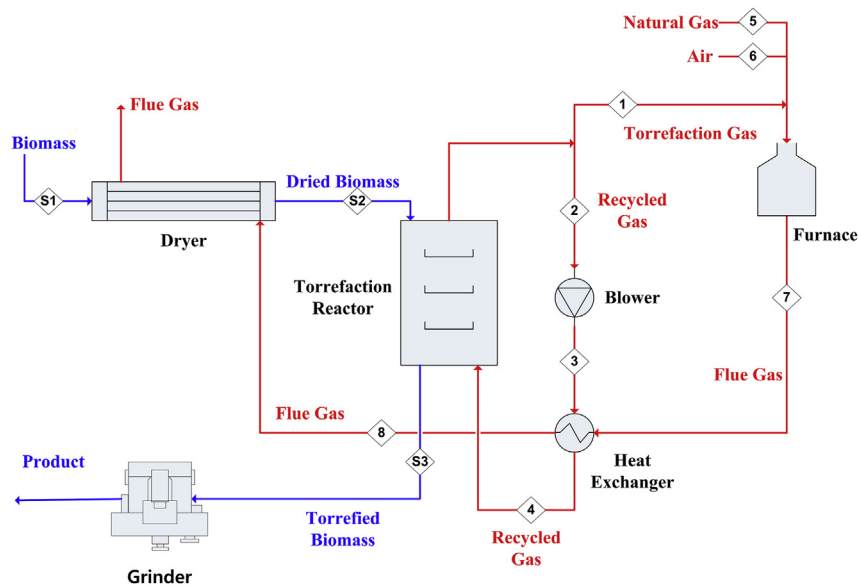 Natural Gas
5
Air
6
Flue Gas
1
Torrefaction Gas
Biomass
S1
Dried Biomass
S2
Recycled
Gas
2
Dryer
Furnace
Torrefaction
Reactor
Blower
7
3
Flue Gas
Flue Gas
8
Product
S3
Heat
Exchanger
4
Torrefied
Biomass
Recycled
Gas
Grinder